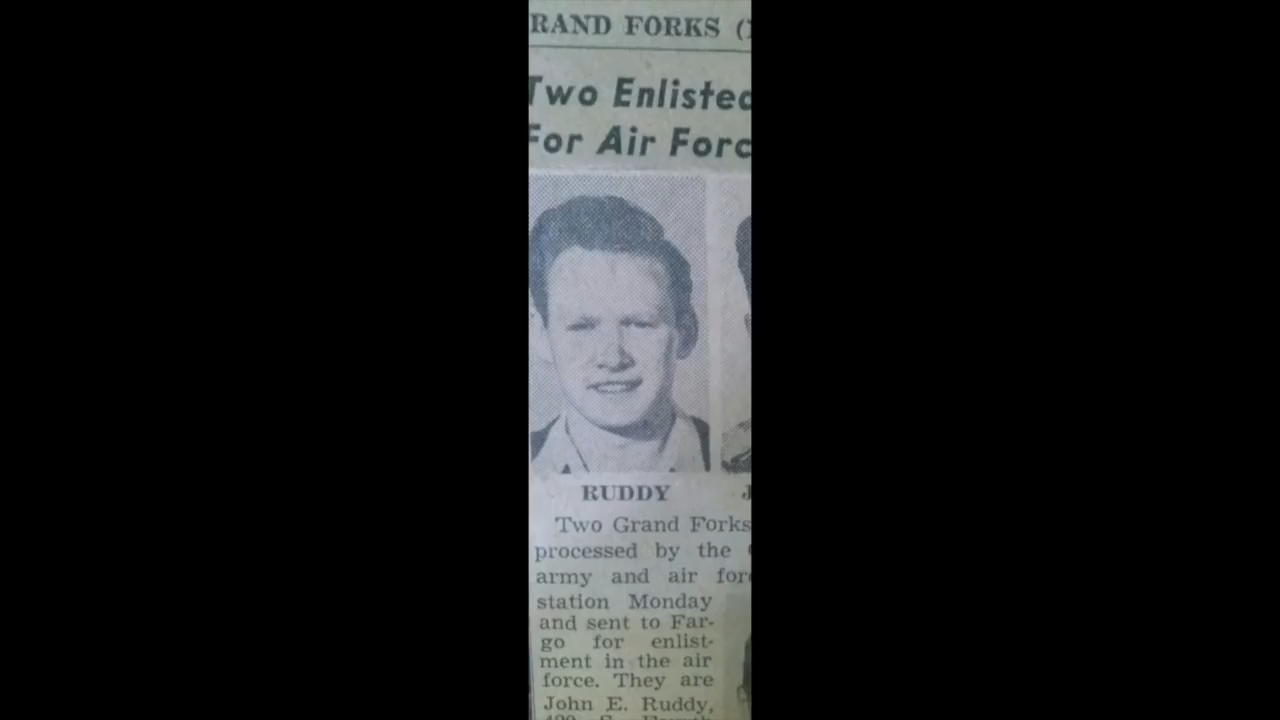 RAND FORKS (
Two Enlisted
For Air Forc
RUDDY J
Two Grand Forks
processed by the
army and air for
station Monday
and sent to Far-
go for enlist-
ment in the air
force. They are
John E. Ruddy,